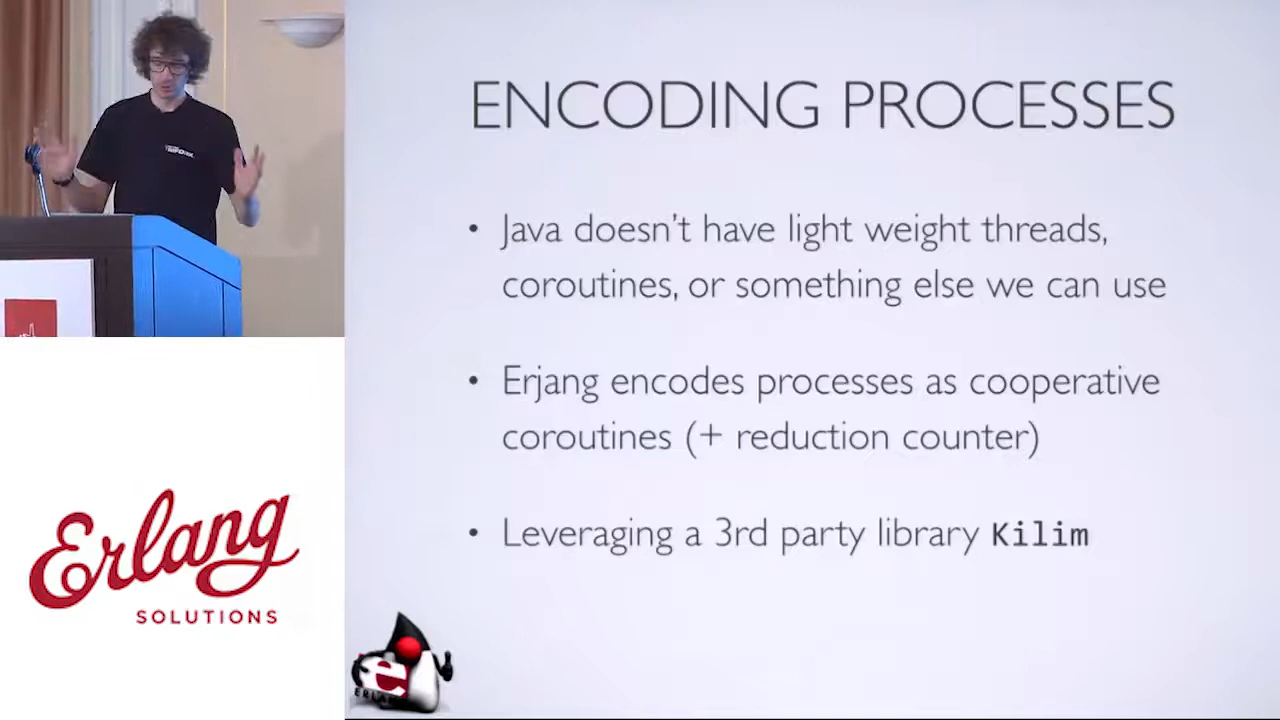 ENCODING PROCESSES
• Java doesn't have light weight threads,
coroutines, or something else we can use
• Erjang encodes processes as cooperative
coroutines (+ reduction counter)
• Leveraging a 3rd party library Kilim
Erlang
SOLUTIONS
e